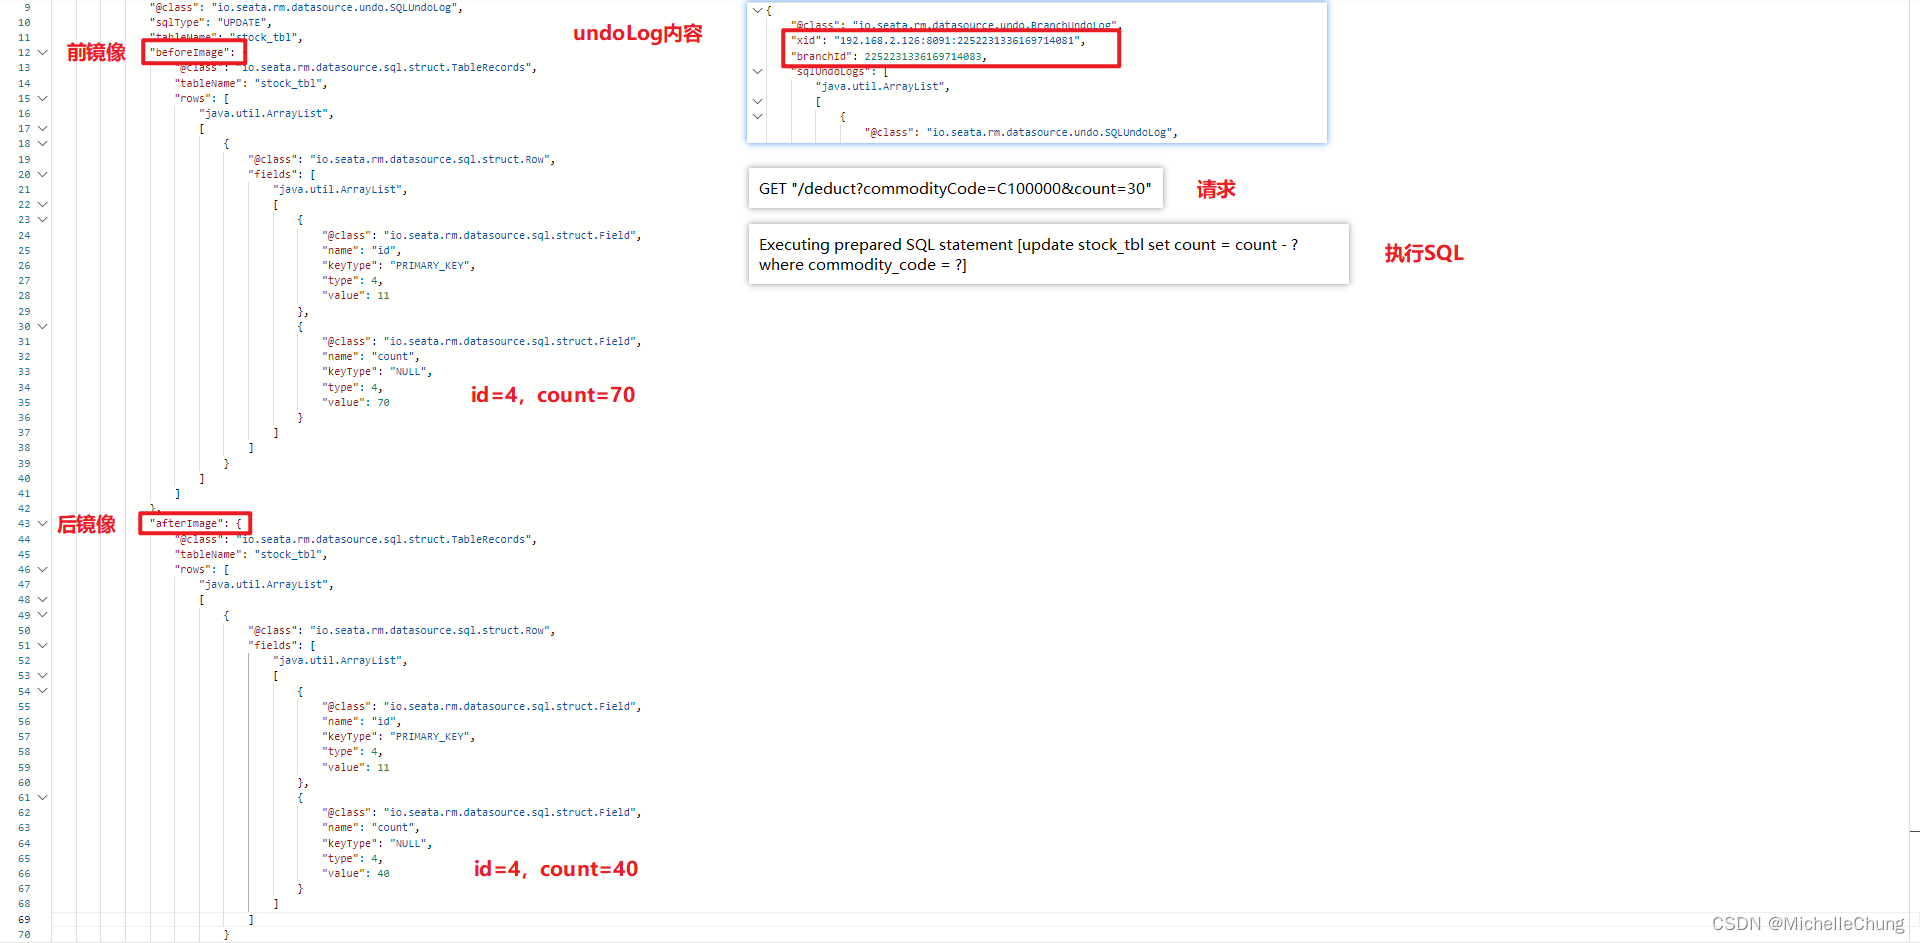 9 "@class": "io.seata.rm.datasource.undo.SQLUndoLog",
10 "sqlType": "UPDATE",
11 "tableName": "stock_tbl",
12 "beforeImage":
13 "@class": "io.seata.rm.datasource.sql.struct.TableRecords",
14 "tableName": "stock_tbl",
15 "rows": [
16 "java.util.ArrayList",
17 [
18 {
19 "@class": "io.seata.rm.datasource.sql.struct.Row",
20 "fields": [
21 "java.util.ArrayList",
22 [
23 {
24 "@class": "io.seata.rm.datasource.sql.struct.Field",
25 "name": "id",
26 "keyType": "PRIMARY_KEY",
27 "type": 4,
28 "value": 11
29 },
30 {
31 "@class": "io.seata.rm.datasource.sql.struct.Field",
32 "name": "count",
33 "keyType": "NULL",
34 "type": 4,
35 "value": 70
36 }
37 ]
38 ]
39 }
40 ]
41 ]
42 },
43 "afterImage": {
44 "@class": "io.seata.rm.datasource.sql.struct.TableRecords",
45 "tableName": "stock_tbl",
46 "rows": [
47 "java.util.ArrayList",
48 [
49 {
50 "@class": "io.seata.rm.datasource.sql.struct.Row",
51 "fields": [
52 "java.util.ArrayList",
53 [
54 {
55 "@class": "io.seata.rm.datasource.sql.struct.Field",
56 "name": "id",
57 "keyType": "PRIMARY_KEY",
58 "type": 4,
59 "value": 11
60 },
61 {
62 "@class": "io.seata.rm.datasource.sql.struct.Field",
63 "name": "count",
64 "keyType": "NULL",
65 "type": 4,
66 "value": 40
67 }
68 ]
69 ]
70 }
前镜像
后镜像
id=4，count=70
id=4，count=40
undoLog内容
{
"@class": "io.seata.rm.datasource.undo.BranchUndoLog",
"xid": "192.168.2.126:8091:2252231336169714081",
"branchId": 2252231336169714083,
"sqlUndoLogs": [
"java.util.ArrayList",
[
{
"@class": "io.seata.rm.datasource.undo.SQLUndoLog",
GET "/deduct?commodityCode=C100000&count=30"
请求
Executing prepared SQL statement [update stock_tbl set count = count - ?
where commodity_code = ?]
执行SQL
CSDN @MichelleChung